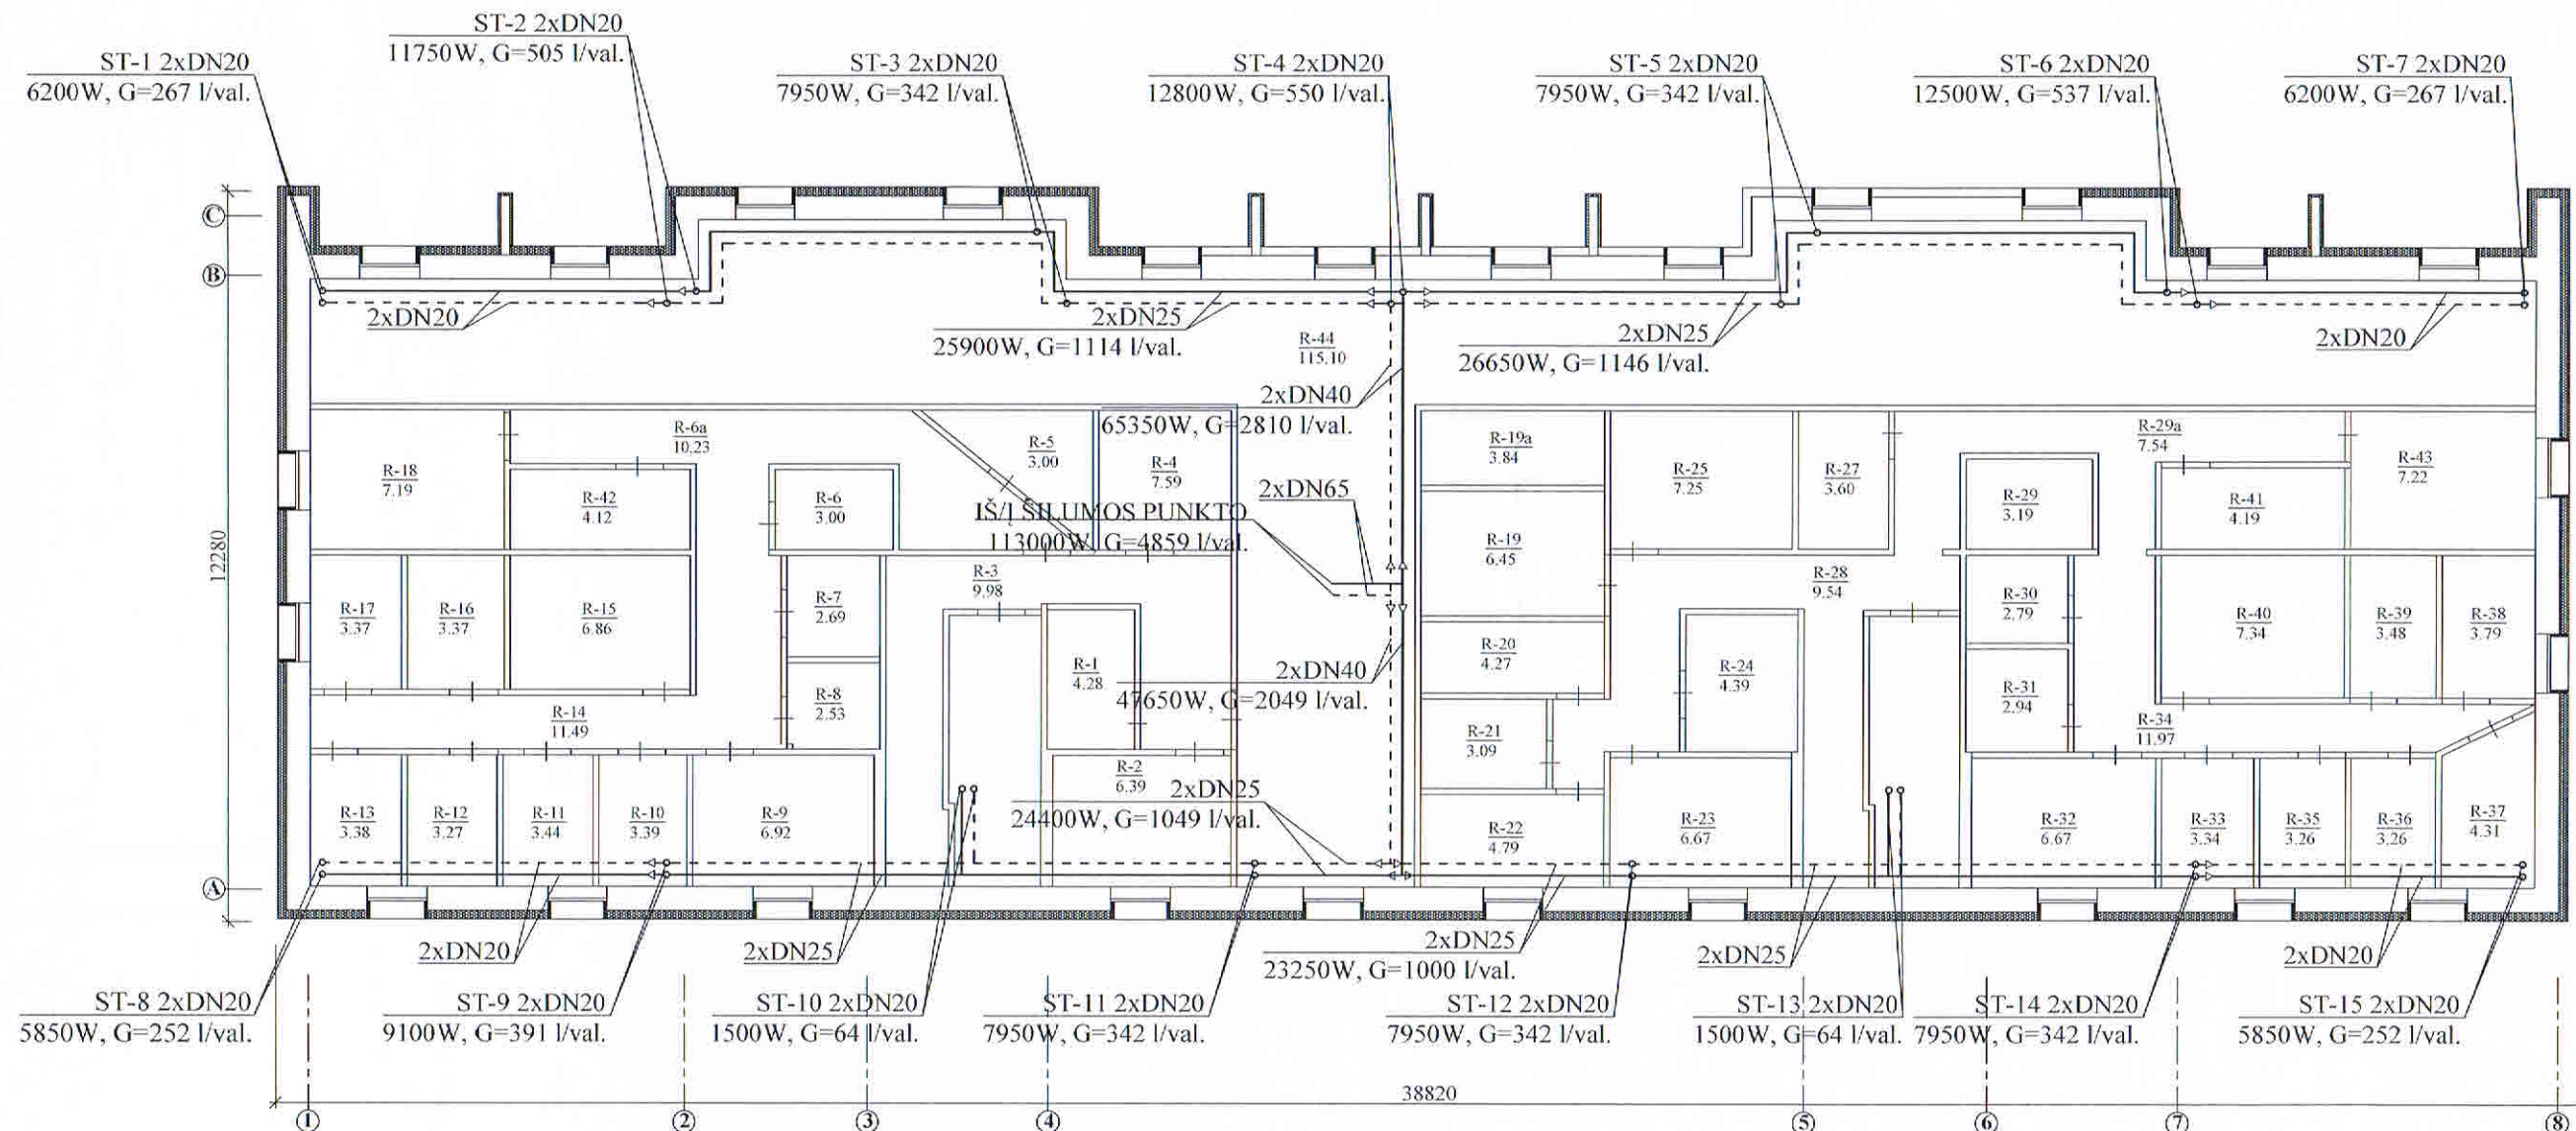 ST-1 2xDN20
6200W, G=267 l/val.
ST-2 2xDN20
11750W, G=505 l/val.
ST-3 2xDN20
7950W, G=342 l/val.
ST-4 2xDN20
12800W, G=550 l/val.
ST-5 2xDN20
7950W, G=342 l/val.
ST-6 2xDN20
12500W, G=537 l/val.
ST-7 2xDN20
6200W, G=267 l/val.
C
B
A
12280
2xDN20
2xDN25
25900W, G=1114 l/val.
R-44
115.10
2xDN25
26650W, G=1146 l/val.
2xDN20
2xDN40
65350W, G=2810 l/val.
2xDN65
IŠ/Į ŠILUMOS PUNKTO
113000W, G=4859 l/val.
2xDN40
47650W, G=2049 l/val.
2xDN25
24400W, G=1049 l/val.
R-18
7.19
R-6a
10.23
R-42
4.12
R-6
3.00
R-5
3.00
R-4
7.59
R-17
3.37
R-16
3.37
R-15
6.86
R-7
2.69
R-3
9.98
R-8
2.53
R-1
4.28
R-14
11.49
R-2
6.39
R-13
3.38
R-12
3.27
R-11
3.44
R-10
3.39
R-9
6.92
R-19a
3.84
R-25
7.25
R-27
3.60
R-29a
7.54
R-29
3.19
R-41
4.19
R-43
7.22
R-19
6.45
R-28
9.54
R-30
2.79
R-40
7.34
R-39
3.48
R-38
3.79
R-20
4.27
R-24
4.39
R-31
2.94
R-21
3.09
R-34
11.97
R-22
4.79
R-23
6.67
R-32
6.67
R-33
3.34
R-35
3.26
R-36
3.26
R-37
4.31
2xDN20
2xDN25
2xDN25
23250W, G=1000 l/val.
2xDN25
2xDN20
ST-8 2xDN20
5850W, G=252 l/val.
ST-9 2xDN20
9100W, G=391 l/val.
ST-10 2xDN20
1500W, G=64 l/val.
ST-11 2xDN20
7950W, G=342 l/val.
ST-12 2xDN20
7950W, G=342 l/val.
ST-13 2xDN20
1500W, G=64 l/val.
ST-14 2xDN20
7950W, G=342 l/val.
ST-15 2xDN20
5850W, G=252 l/val.
38820
1
2
3
4
5
6
7
8